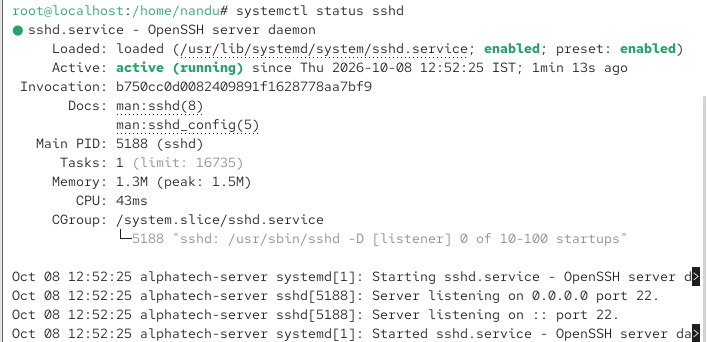 root@localhost:/home/nandu# systemctl status sshd
● sshd.service - OpenSSH server daemon
Loaded: loaded (/usr/lib/systemd/system/sshd.service; enabled; preset: enabled)
Active: active (running) since Thu 2026-10-08 12:52:25 IST; 1min 13s ago
Invocation: b750cc0d0082409891f1628778aa7bf9
Docs: man:sshd(8)
man:sshd_config(5)
Main PID: 5188 (sshd)
Tasks: 1 (limit: 16735)
Memory: 1.3M (peak: 1.5M)
CPU: 43ms
CGroup: /system.slice/sshd.service
└─5188 "sshd: /usr/sbin/sshd -D [listener] 0 of 10-100 startups"
Oct 08 12:52:25 alphatech-server systemd[1]: Starting sshd.service - OpenSSH server d>
Oct 08 12:52:25 alphatech-server sshd[5188]: Server listening on 0.0.0.0 port 22.
Oct 08 12:52:25 alphatech-server sshd[5188]: Server listening on :: port 22.
Oct 08 12:52:25 alphatech-server systemd[1]: Started sshd.service - OpenSSH server da>